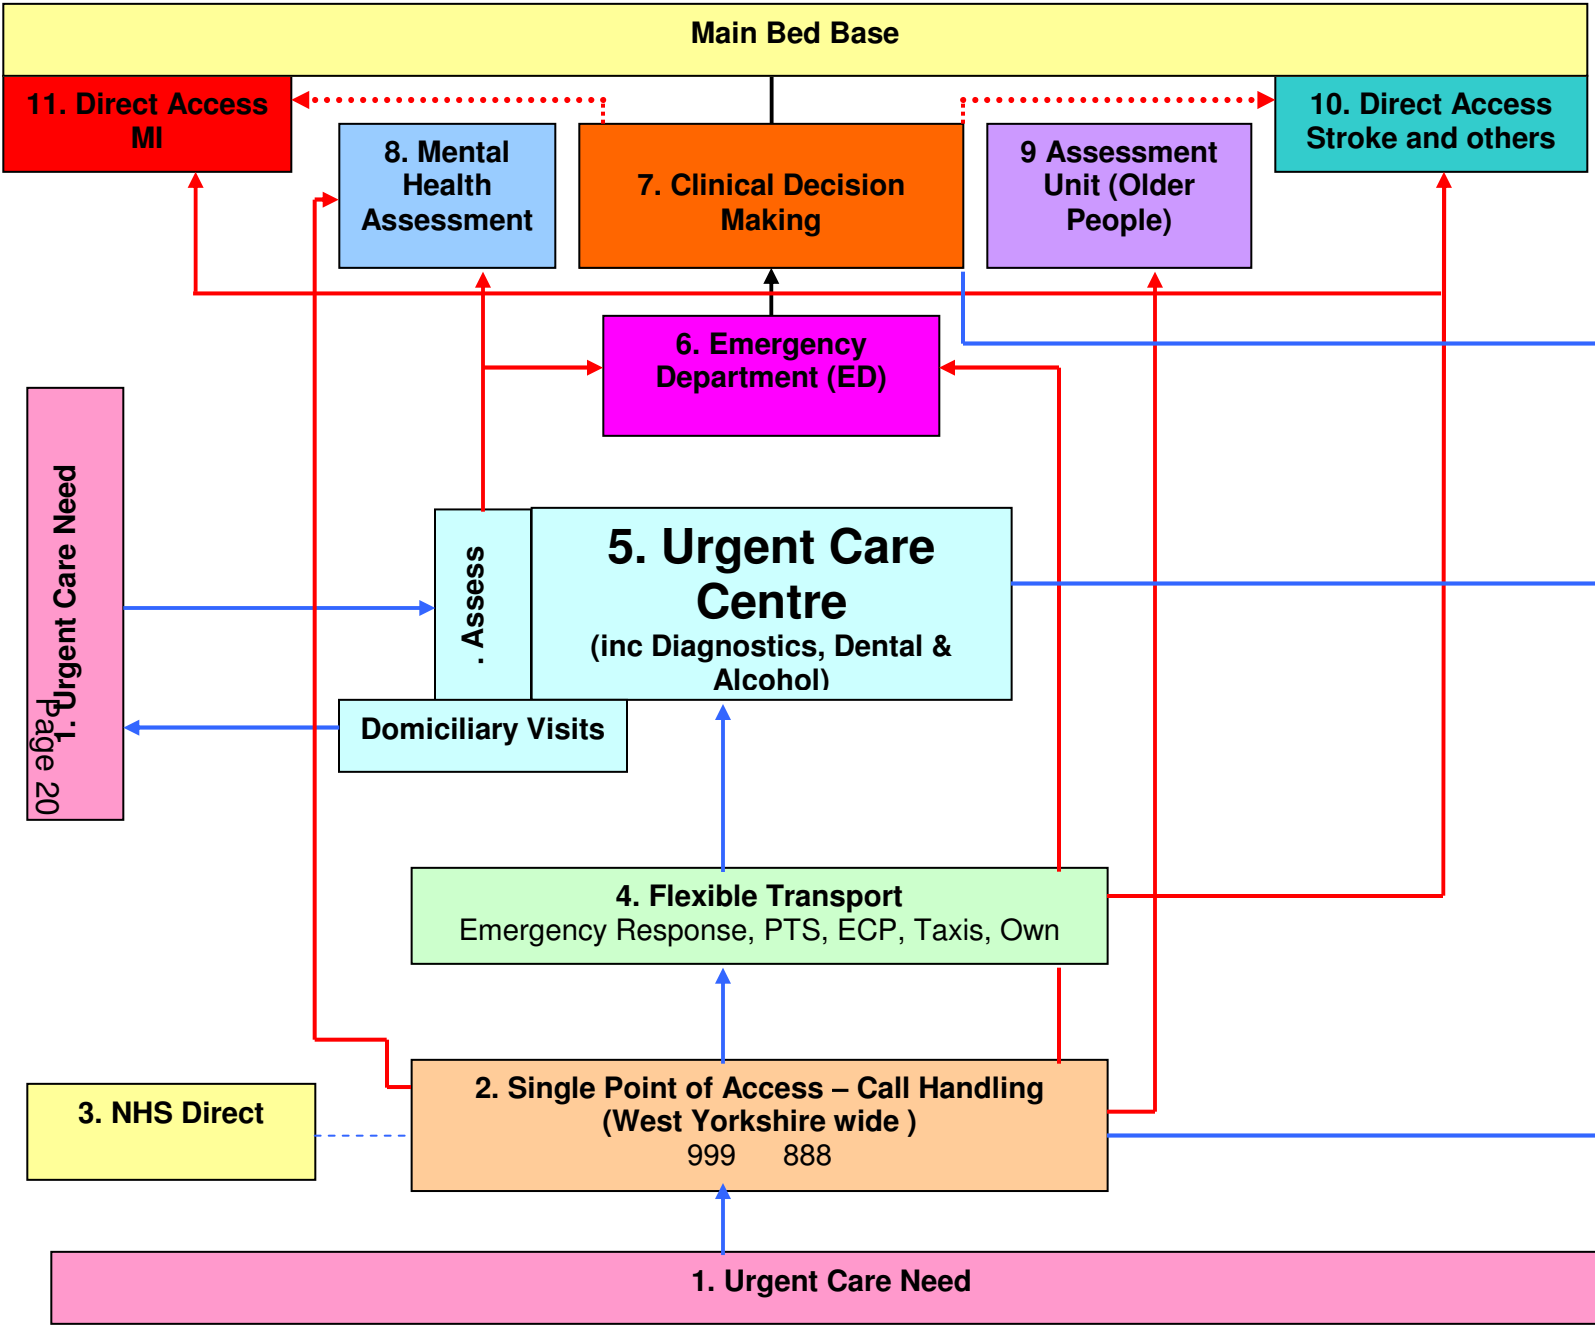 Main Bed Base
11. Direct Access
MI
10. Direct Access
Stroke and others
8. Mental
Health
Assessment
7. Clinical Decision
Making
9 Assessment
Unit (Older
People)
6. Emergency
Department (ED)
1. Urgent Care Need
Page 20
. Assess
5. Urgent Care
Centre
(inc Diagnostics, Dental &
Alcohol)
Domiciliary Visits
4. Flexible Transport
Emergency Response, PTS, ECP, Taxis, Own
2. Single Point of Access – Call Handling
(West Yorkshire wide )
999 888
3. NHS Direct
1. Urgent Care Need